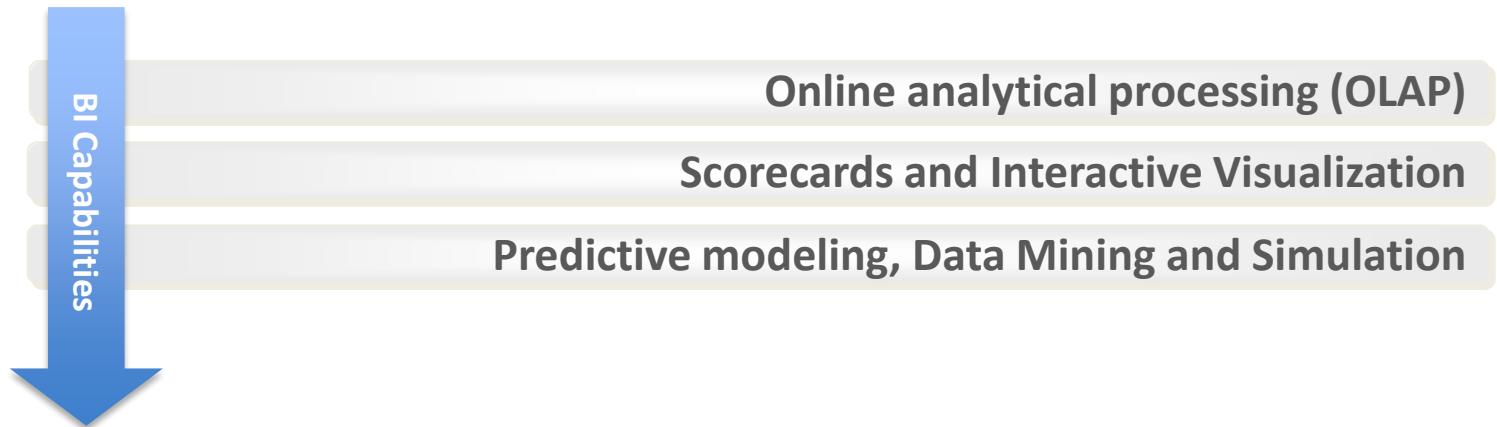 BI Capabilities
Online analytical processing (OLAP)
Scorecards and Interactive Visualization
Predictive modeling, Data Mining and Simulation